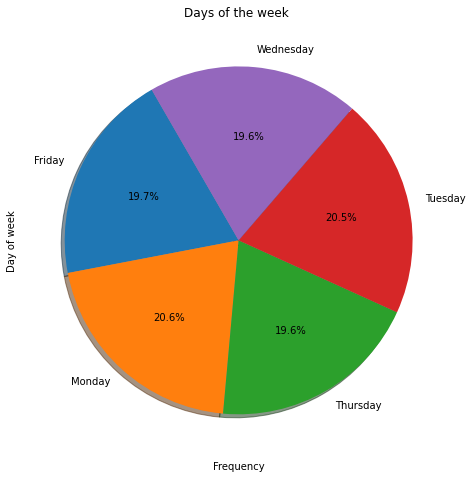 Days of the week
Wednesday
19.6%
Friday
19.7%
Tuesday
20.5%
Day of week
20.6%
19.6%
Monday
Thursday
Frequency